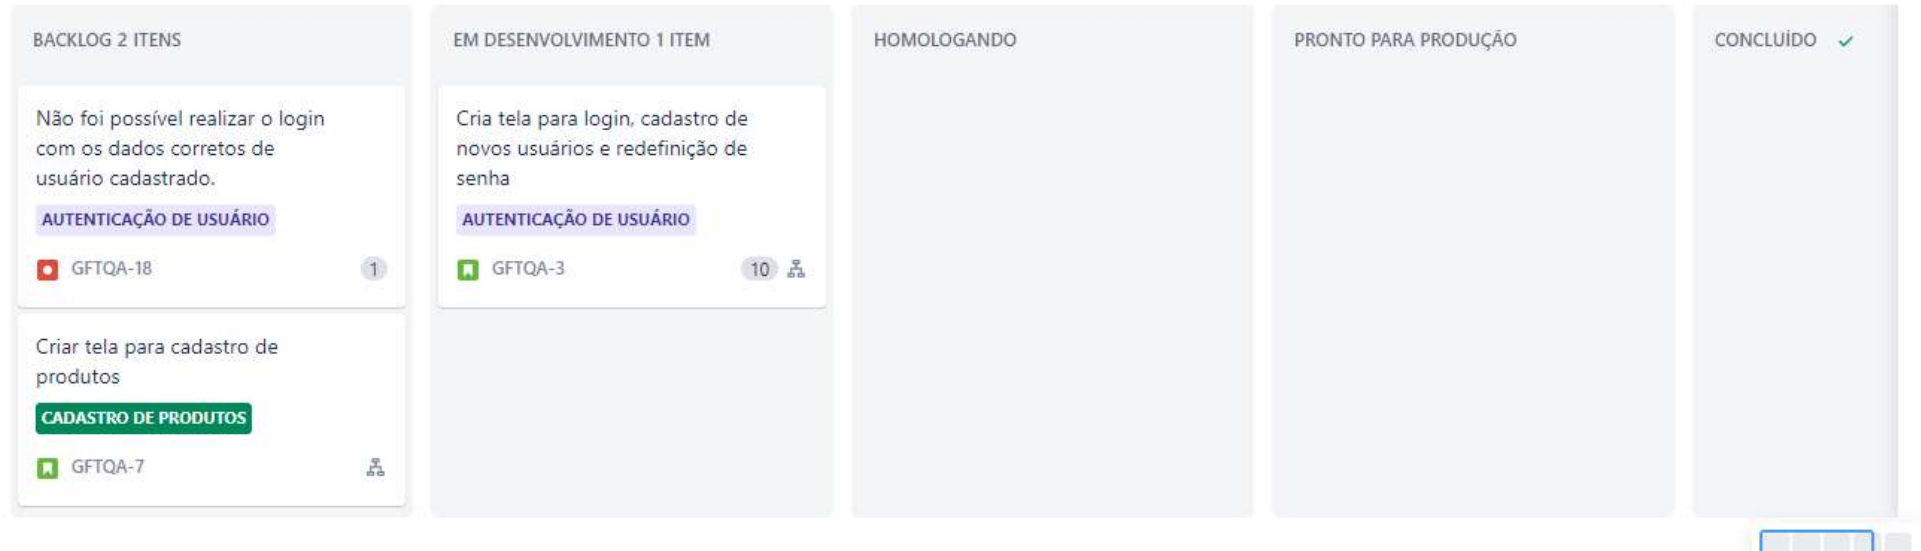 BACKLOG 2 ITENS
Não foi possível realizar o login
com os dados corretos de
usuário cadastrado.
AUTENTICAÇÃO DE USUÁRIO
GFTQA-18 1
Criar tela para cadastro de
produtos
CADASTRO DE PRODUTOS
GFTQA-7
EM DESENVOLVIMENTO 1 ITEM
Cria tela para login, cadastro de
novos usuários e redefinição de
senha
AUTENTICAÇÃO DE USUÁRIO
GFTQA-3 10
HOMOLOGANDO
PRONTO PARA PRODUÇÃO
CONCLUÍDO